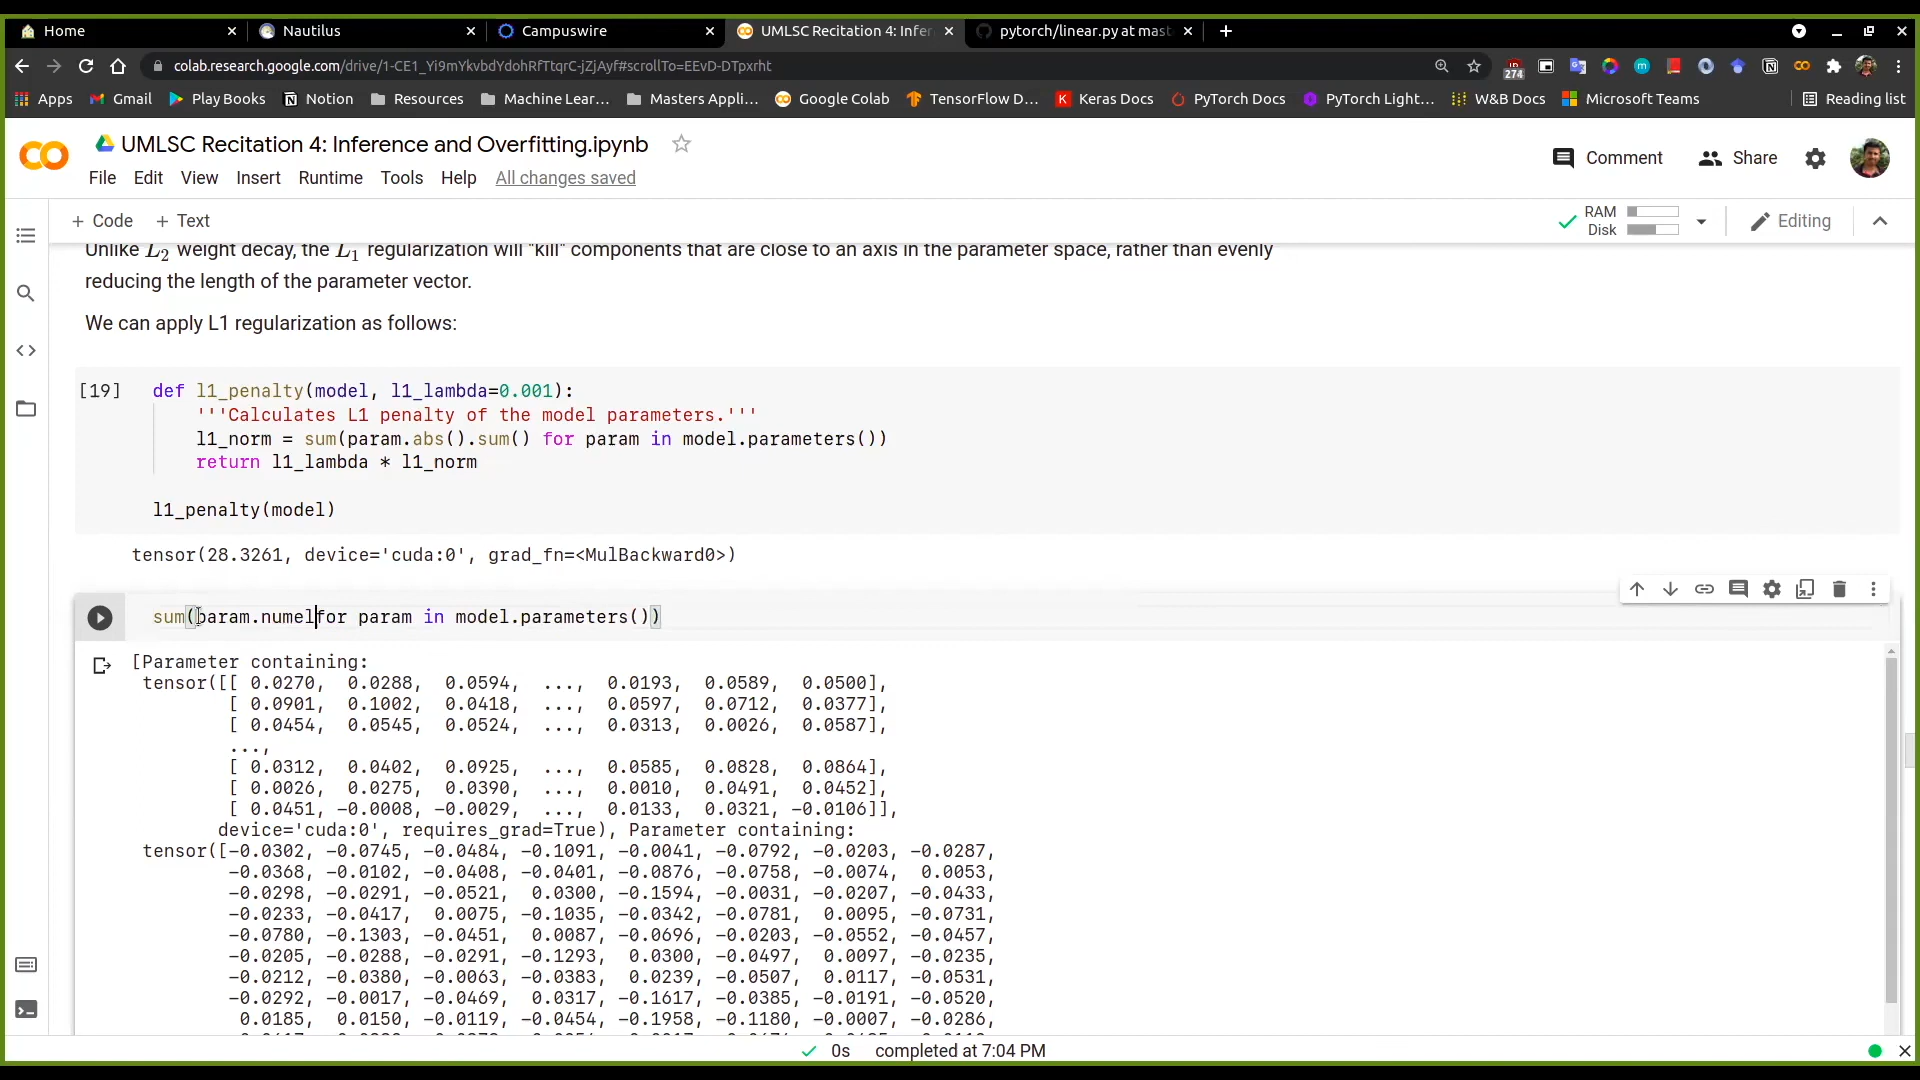 Home
Nautilus
Campuswire
UMLSC Recitation 4: Infer
pytorch/linear.py at mast
colab.research.google.com/drive/1-CE1_Yi9mYkvbdYdohRfTtqrC-jZjAyf#scrollTo=EEvD-DTpxrht
274
Apps
Gmail
Play Books
Notion
Resources
Machine Lear...
Masters Appli...
Google Colab
TensorFlow D...
Keras Docs
PyTorch Docs
PyTorch Light...
W&B Docs
Microsoft Teams
Reading list
UMLSC Recitation 4: Inference and Overfitting.ipynb
Comment
Share
File Edit View Insert Runtime Tools Help All changes saved
+ Code + Text
RAM
Disk
Editing
Unlike L2 weight decay, the L1 regularization will "kill" components that are close to an axis in the parameter space, rather than evenly
reducing the length of the parameter vector.
We can apply L1 regularization as follows:
[19] def l1_penalty(model, l1_lambda=0.001):
'''Calculates L1 penalty of the model parameters.'''
l1_norm = sum(param.abs().sum() for param in model.parameters())
return l1_lambda * l1_norm
l1_penalty(model)
tensor(28.3261, device='cuda:0', grad_fn=<MulBackward0>)
sum(param.numelfor param in model.parameters())
[Parameter containing:
tensor([[ 0.0270, 0.0288, 0.0594, ..., 0.0193, 0.0589, 0.0500],
[ 0.0901, 0.1002, 0.0418, ..., 0.0597, 0.0712, 0.0377],
[ 0.0454, 0.0545, 0.0524, ..., 0.0313, 0.0026, 0.0587],
...,
[ 0.0312, 0.0402, 0.0925, ..., 0.0585, 0.0828, 0.0864],
[ 0.0026, 0.0275, 0.0390, ..., 0.0010, 0.0491, 0.0452],
[ 0.0451, -0.0008, -0.0029, ..., 0.0133, 0.0321, -0.0106]],
device='cuda:0', requires_grad=True), Parameter containing:
tensor([-0.0302, -0.0745, -0.0484, -0.1091, -0.0041, -0.0792, -0.0203, -0.0287,
-0.0368, -0.0102, -0.0408, -0.0401, -0.0876, -0.0758, -0.0074, 0.0053,
-0.0298, -0.0291, -0.0521, 0.0300, -0.1594, -0.0031, -0.0207, -0.0433,
-0.0233, -0.0417, 0.0075, -0.1035, -0.0342, -0.0781, 0.0095, -0.0731,
-0.0780, -0.1303, -0.0451, 0.0087, -0.0696, -0.0203, -0.0552, -0.0457,
-0.0205, -0.0288, -0.0291, -0.1293, 0.0300, -0.0497, 0.0097, -0.0235,
-0.0212, -0.0380, -0.0063, -0.0383, 0.0239, -0.0507, 0.0117, -0.0531,
-0.0292, -0.0017, -0.0469, 0.0317, -0.1617, -0.0385, -0.0191, -0.0520,
0.0185, 0.0150, -0.0119, -0.0454, -0.1958, -0.1180, -0.0007, -0.0286,
0s completed at 7:04 PM